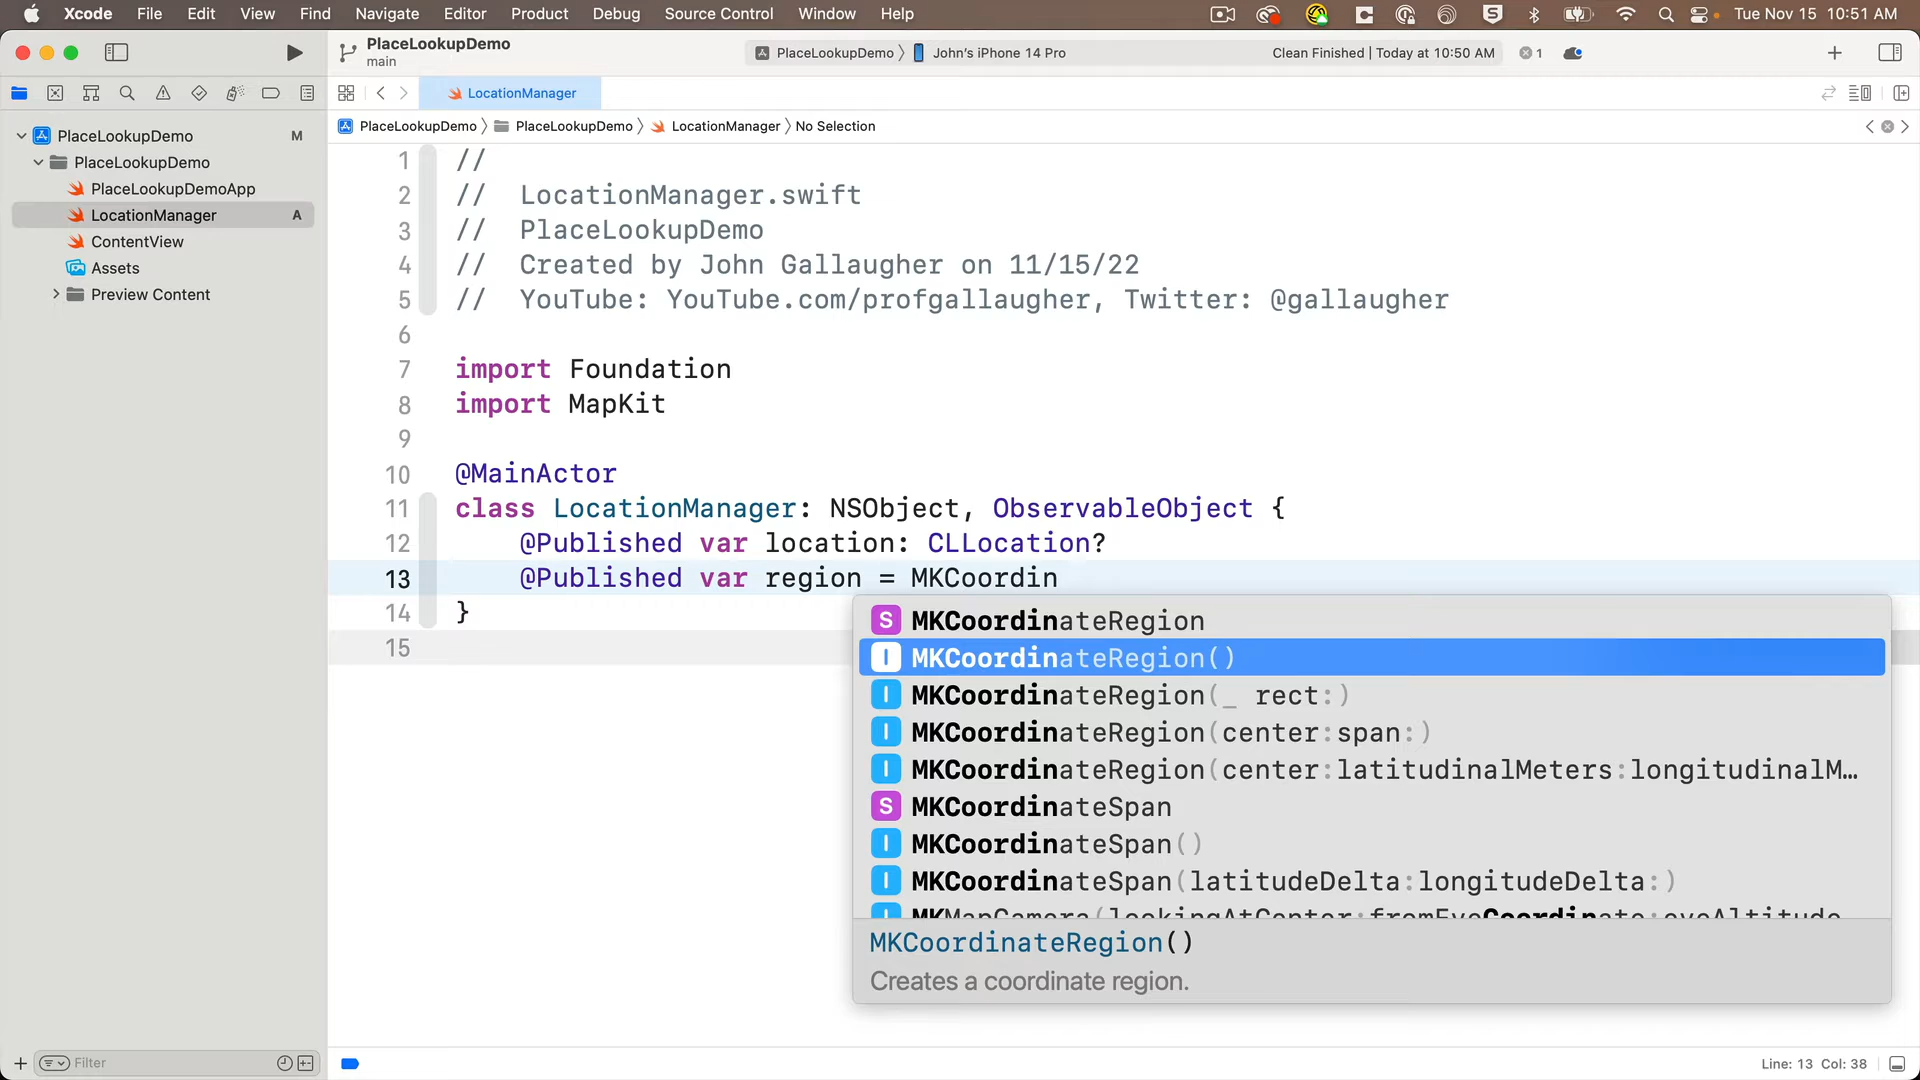 Xcode File Edit View Find Navigate Editor Product Debug Source Control Window Help Tue Nov 15 10:51 AM
PlaceLookupDemo
main
PlaceLookupDemo John's iPhone 14 Pro Clean Finished | Today at 10:50 AM 1
LocationManager
PlaceLookupDemo PlaceLookupDemo LocationManager No Selection
PlaceLookupDemo M
PlaceLookupDemo
PlaceLookupDemoApp
LocationManager A
ContentView
Assets
Preview Content
1 //
2 // LocationManager.swift
3 // PlaceLookupDemo
4 // Created by John Gallaugher on 11/15/22
5 // YouTube: YouTube.com/profgallaugher, Twitter: @gallaugher
6
7 import Foundation
8 import MapKit
9
10 @MainActor
11 class LocationManager: NSObject, ObservableObject {
12 @Published var location: CLLocation?
13 @Published var region = MKCoordin
14 }
15
S MKCoordinateRegion
I MKCoordinateRegion()
I MKCoordinateRegion(_ rect:)
I MKCoordinateRegion(center:span:)
I MKCoordinateRegion(center:latitudinalMeters:longitudinalM…
S MKCoordinateSpan
I MKCoordinateSpan()
I MKCoordinateSpan(latitudeDelta:longitudeDelta:)
I MKMapCamera(lookingAtCenter:fromEyeCoordinate:eyeAltitude
MKCoordinateRegion()
Creates a coordinate region.
Filter
Line: 13 Col: 38